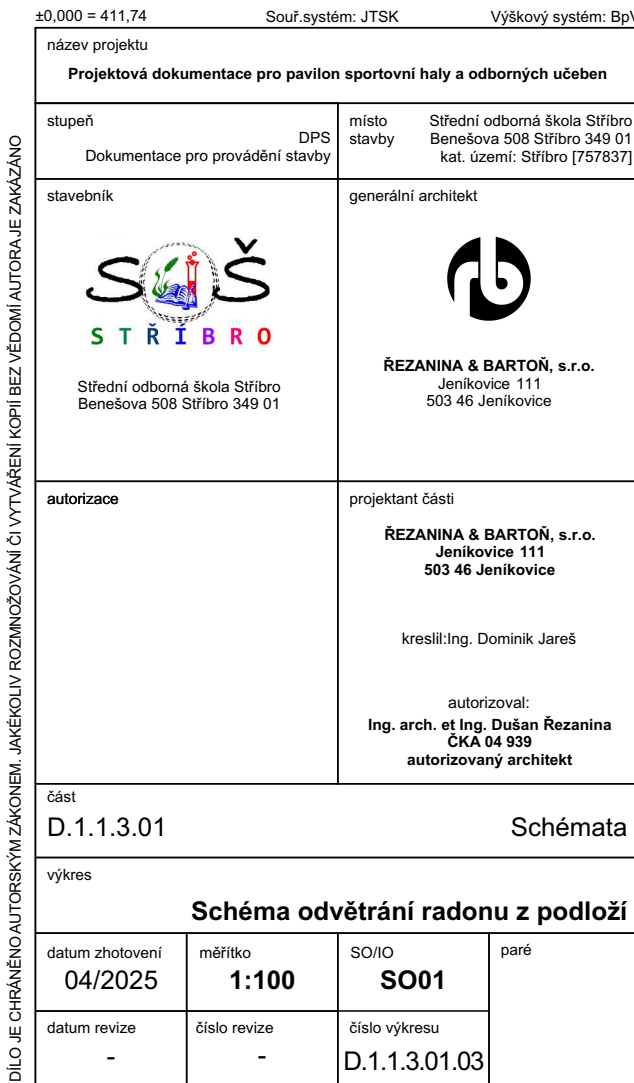 ±0,000 = 411,74 Souř.systém: JTSK Výškový systém: BpV
název projektu
Projektová dokumentace pro pavilon sportovní haly a odborných učeben
stupeň
DPS
Dokumentace pro provádění stavby
místo stavby
Střední odborná škola Stříbro
Benešova 508 Stříbro 349 01
kat. území: Stříbro [757837]
stavebník
SOŠ
STŘÍBRO
Střední odborná škola Stříbro
Benešova 508 Stříbro 349 01
generální architekt
rb
ŘEZANINA & BARTOŇ, s.r.o.
Jeníkovice 111
503 46 Jeníkovice
autorizace
projektant části
ŘEZANINA & BARTOŇ, s.r.o.
Jeníkovice 111
503 46 Jeníkovice
kreslil:Ing. Dominik Jareš
autorizoval:
Ing. arch. et Ing. Dušan Řezanina
ČKA 04 939
autorizovaný architekt
část
D.1.1.3.01 Schémata
výkres
Schéma odvětrání radonu z podloží
datum zhotovení
04/2025
měřítko
1:100
SO/IO
SO01
paré
datum revize
-
číslo revize
-
číslo výkresu
D.1.1.3.01.03
DÍLO JE CHRÁNĚNO AUTORSKÝM ZÁKONEM. JAKÉKOLIV ROZMNOŽOVÁNÍ ČI VYTVÁŘENÍ KOPIÍ BEZ VĚDOMÍ AUTORA JE ZAKÁZÁNO